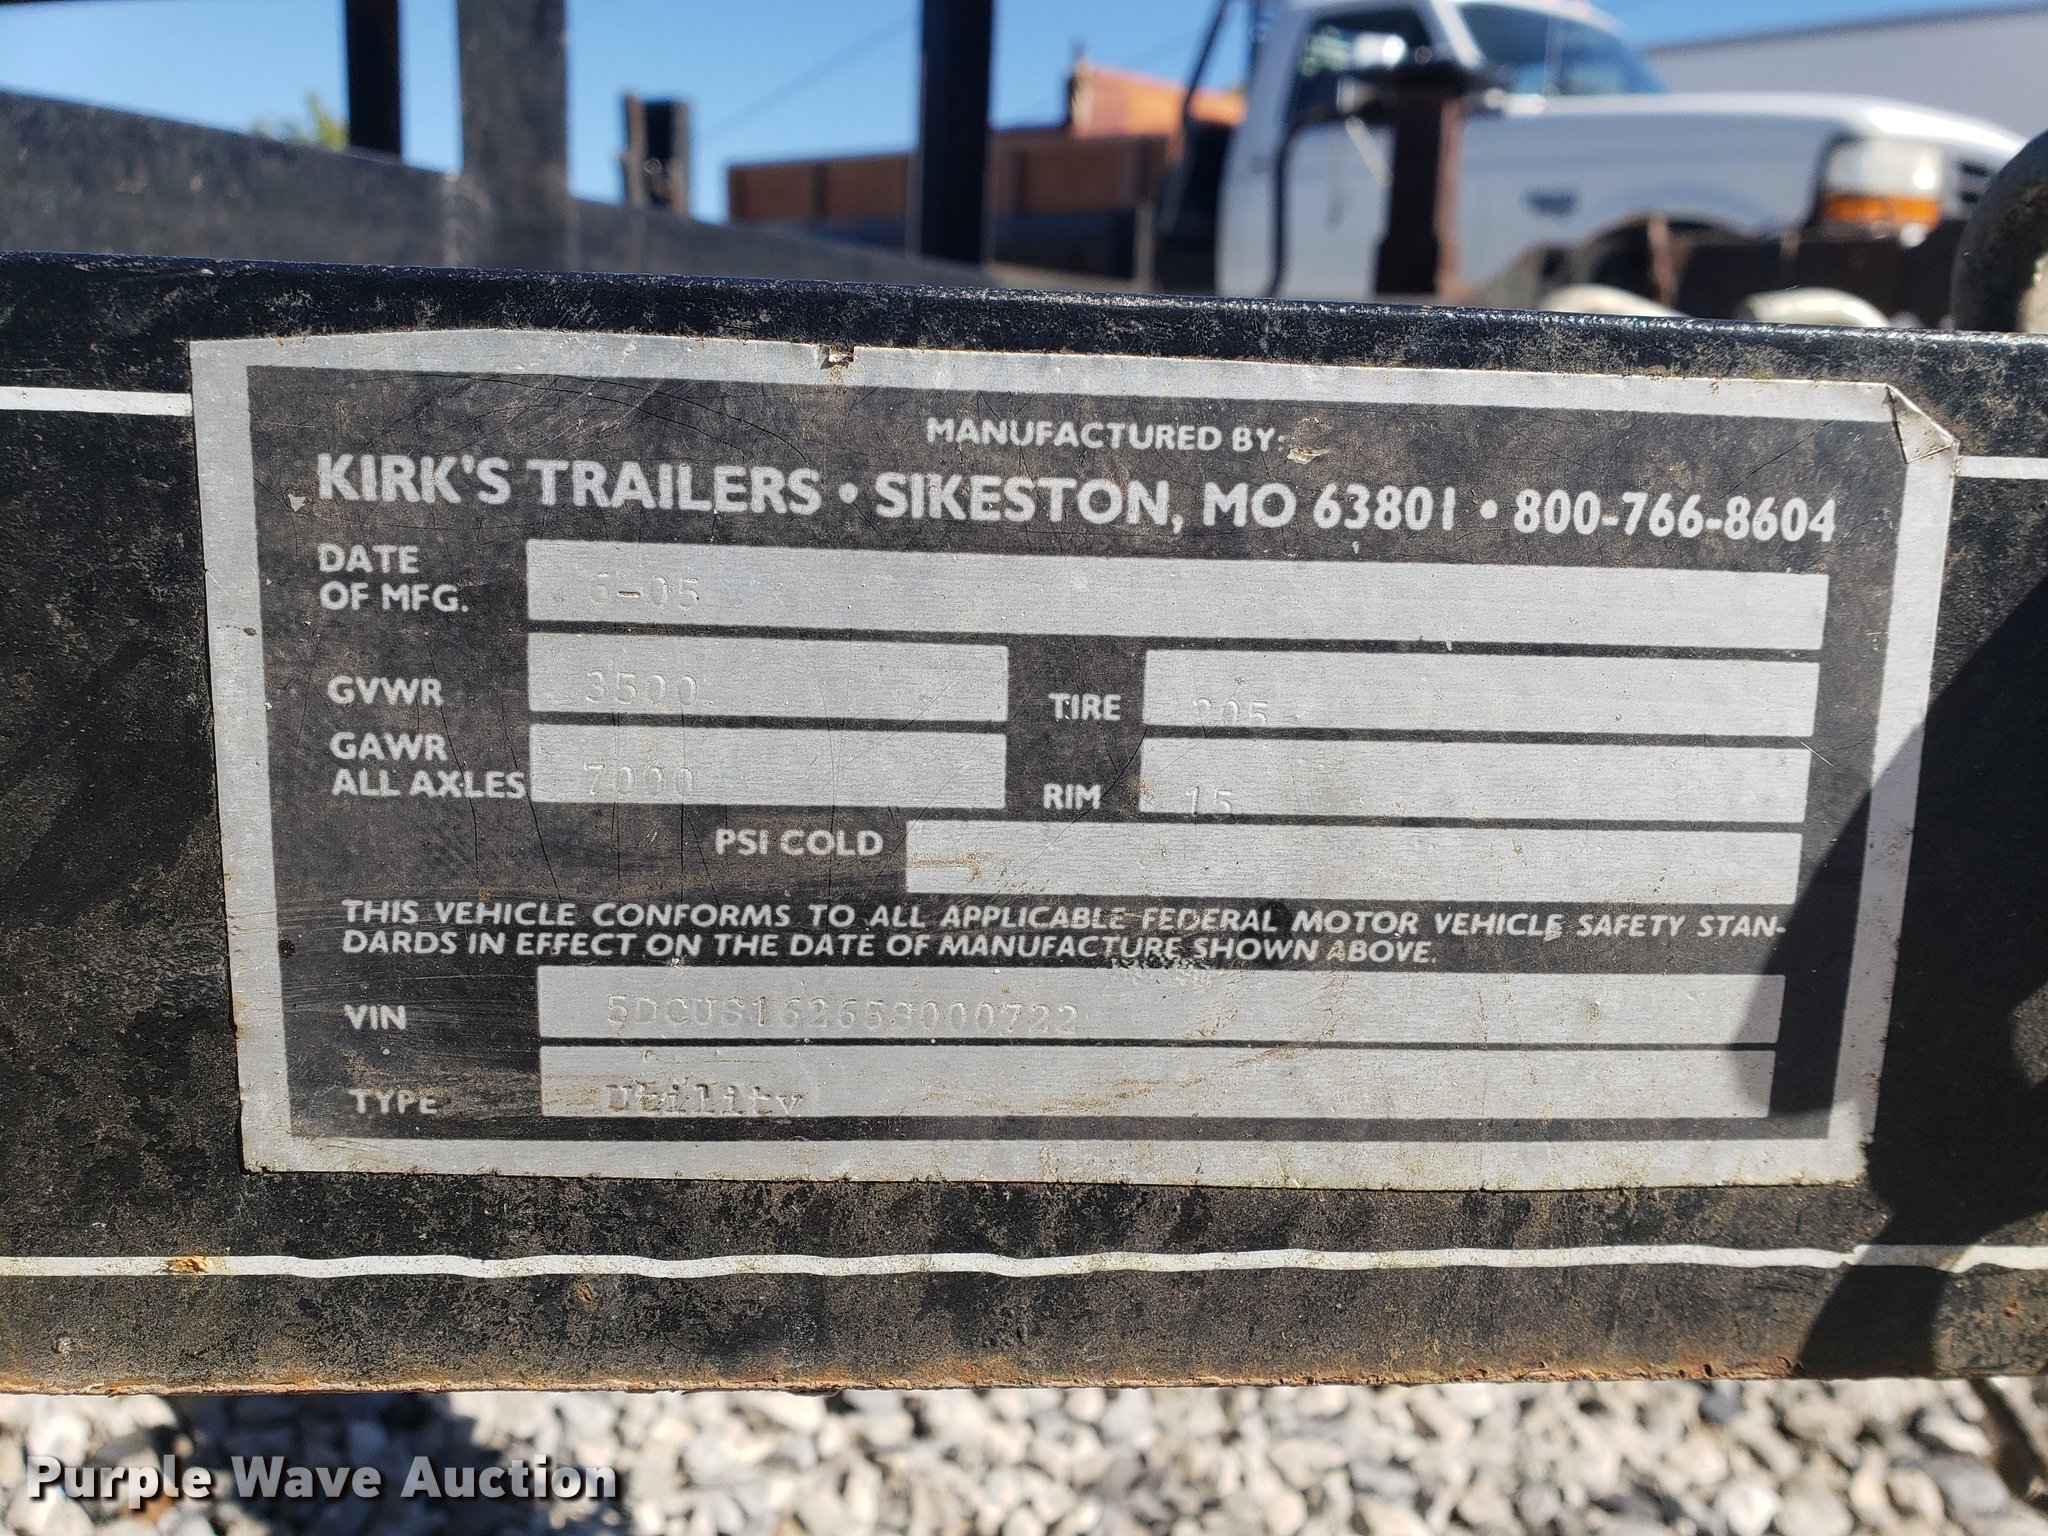 MANUFACTURED BY:
KIRK'S TRAILERS • SIKESTON, MO 63801 • 800-766-8604
DATE
OF MFG.
GVWR 3500 TIRE 205
GAWR
ALL AXLES 7000 RIM 15
PSI COLD
THIS VEHICLE CONFORMS TO ALL APPLICABLE FEDERAL MOTOR VEHICLE SAFETY STAN-
DARDS IN EFFECT ON THE DATE OF MANUFACTURE SHOWN ABOVE.
VIN
TYPE Utility
Purple Wave Auction